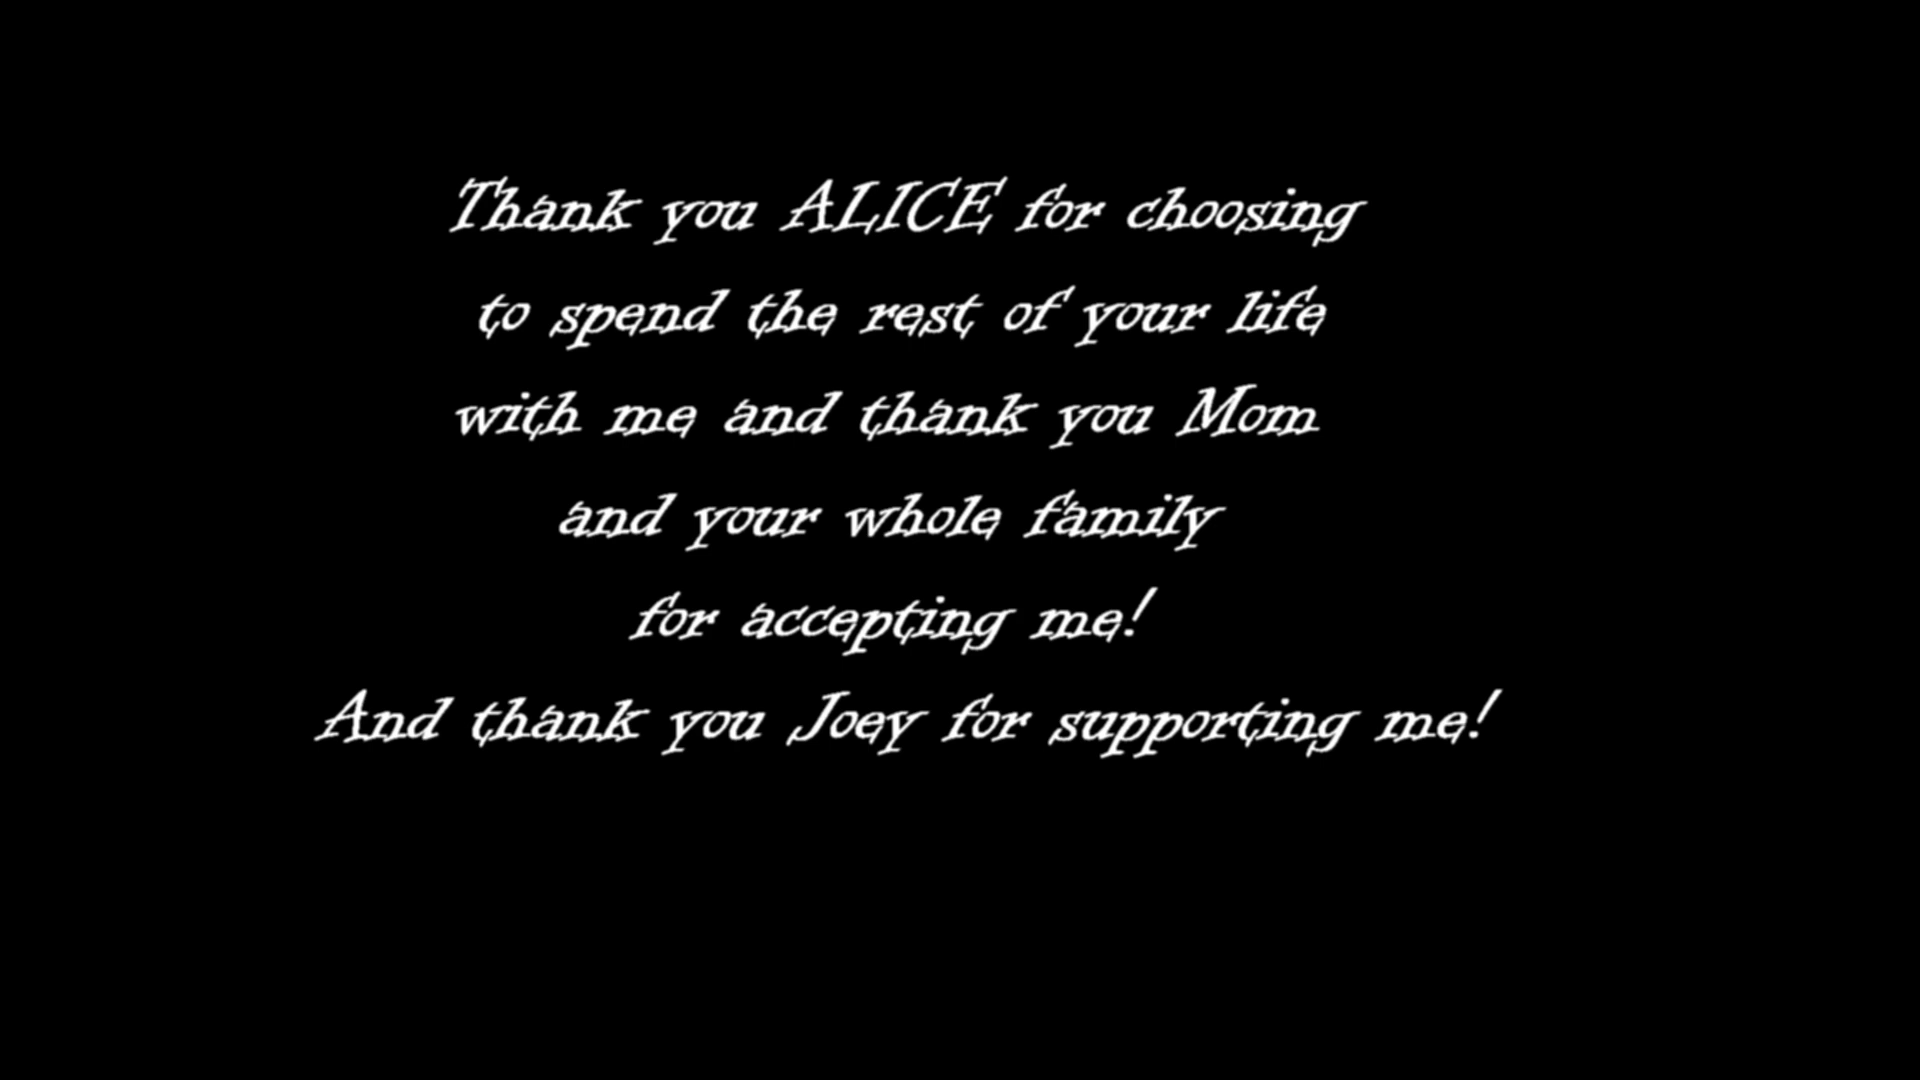 Thank you ALICE for choosing
to spend the rest of your life
with me and thank you Mom
and your whole family
for accepting me!
And thank you Joey for supporting me!